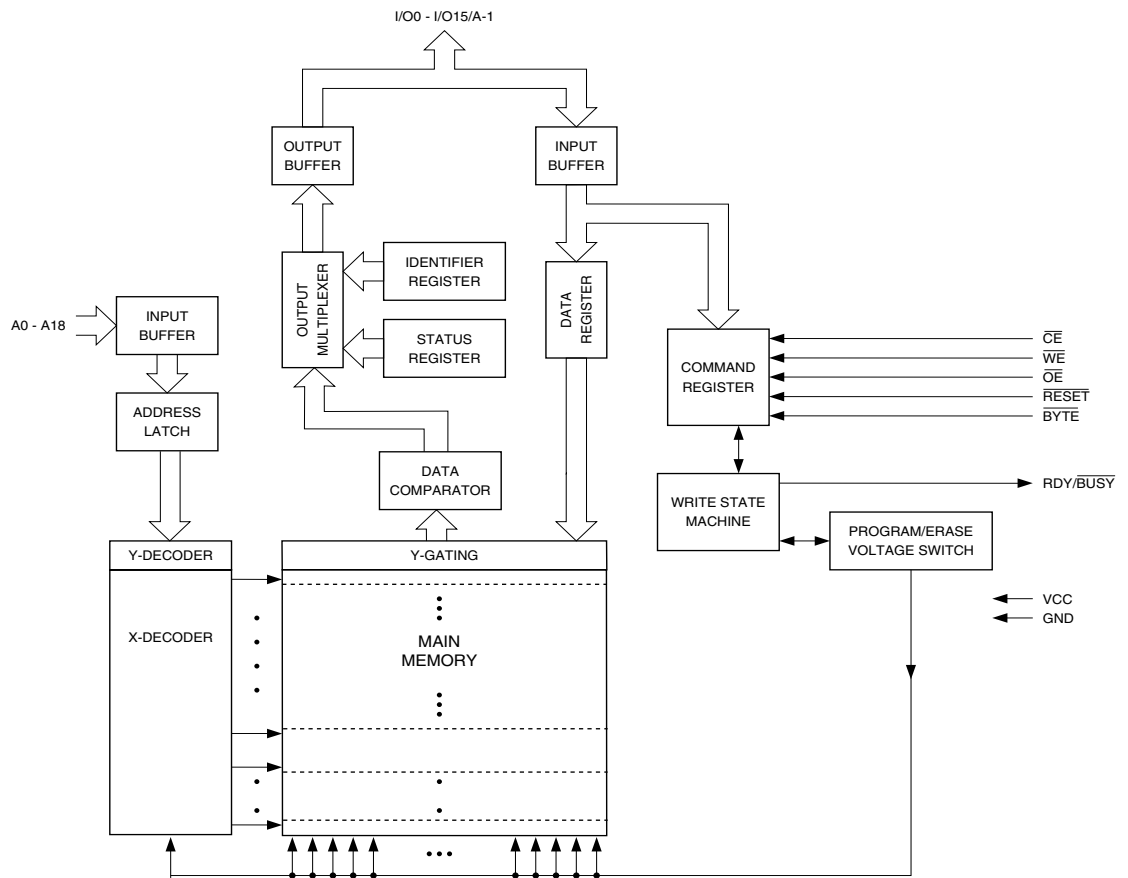 I/O0 - I/O15/A-1
OUTPUT
BUFFER
INPUT
BUFFER
OUTPUT
MULTIPLEXER
IDENTIFIER
REGISTER
STATUS
REGISTER
DATA
REGISTER
A0 - A18
INPUT
BUFFER
ADDRESS
LATCH
COMMAND
REGISTER
CE
WE
OE
RESET
BYTE
DATA
COMPARATOR
WRITE STATE
MACHINE
RDY/BUSY
PROGRAM/ERASE
VOLTAGE SWITCH
Y-DECODER
Y-GATING
VCC
GND
X-DECODER
MAIN
MEMORY